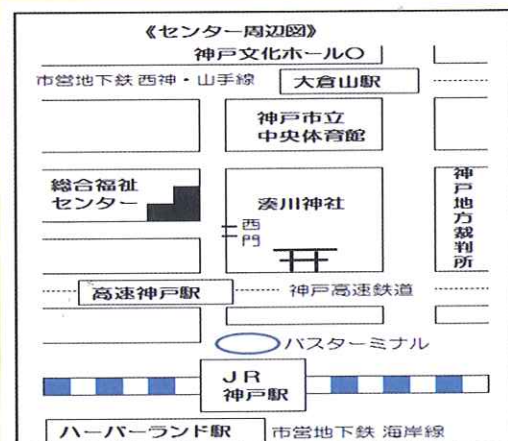 《センター周辺図》
神戸文化ホール〇
市営地下鉄 西神・山手線
大倉山駅
神戸市立
中央体育館
総合福祉
センター
湊川神社
西門
神戸地方裁判所
高速神戸駅
神戸高速鉄道
バスターミナル
JR
神戸駅
ハーバーランド駅
市営地下鉄 海岸線